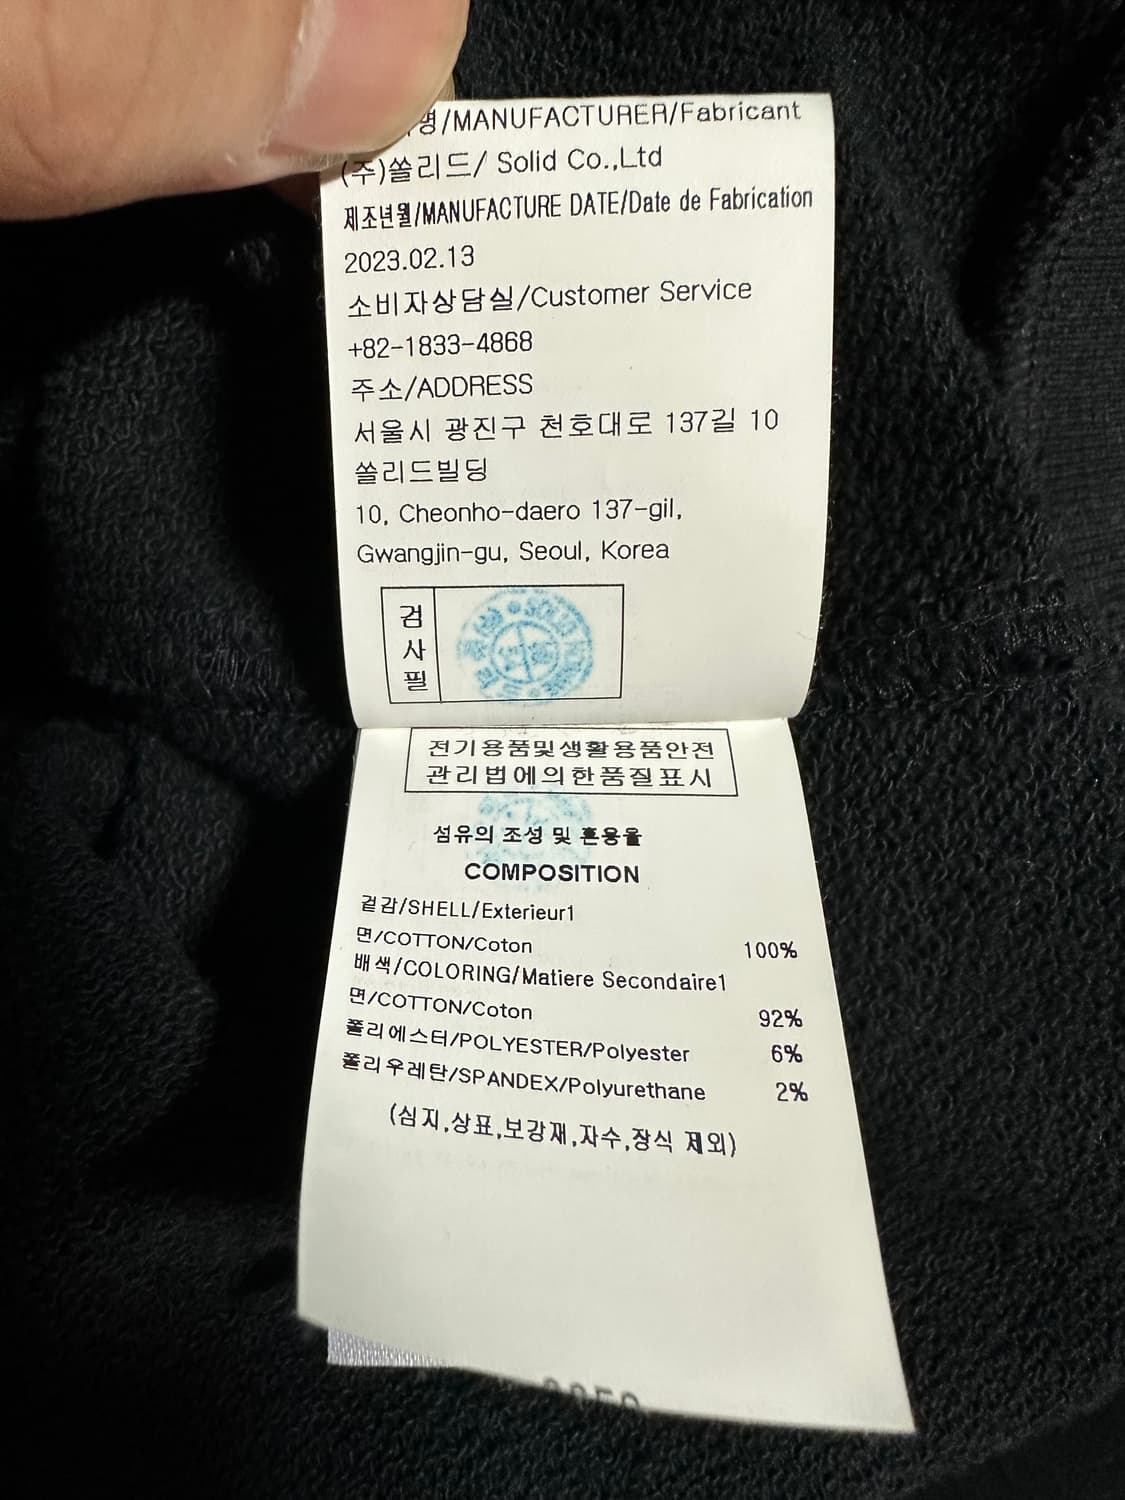 명/MANUFACTURER/Fabricant
(주)쏠리드/ Solid Co.,Ltd
제조년월/MANUFACTURE DATE/Date de Fabrication
2023.02.13
소비자상담실/Customer Service
+82-1833-4868
주소/ADDRESS
서울시 광진구 천호대로 137길 10
쏠리드빌딩
10, Cheonho-daero 137-gil,
Gwangjin-gu, Seoul, Korea
검사필
전기용품및생활용품안전
관리법에의한품질표시
섬유의 조성 및 혼용율
COMPOSITION
겉감/SHELL/Exterieur1
면/COTTON/Coton 100%
배색/COLORING/Matiere Secondaire1
면/COTTON/Coton 92%
폴리에스터/POLYESTER/Polyester 6%
폴리우레탄/SPANDEX/Polyurethane 2%
(심지,상표,보강재,자수,장식 제외)